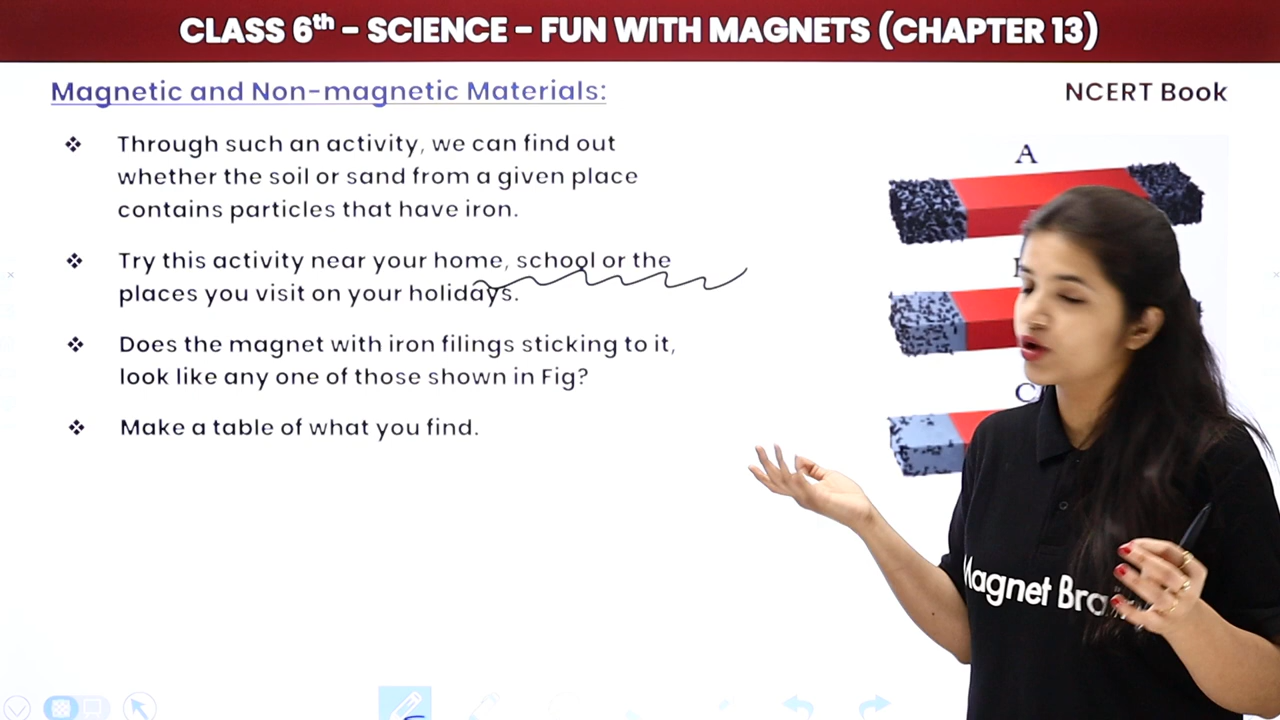 CLASS 6th - SCIENCE - FUN WITH MAGNETS (CHAPTER 13)
Magnetic and Non-magnetic Materials:
NCERT Book
❖ Through such an activity, we can find out
whether the soil or sand from a given place
contains particles that have iron.
❖ Try this activity near your home, school or the
places you visit on your holidays.
❖ Does the magnet with iron filings sticking to it,
look like any one of those shown in Fig?
❖ Make a table of what you find.
A
C
Magnet Bra